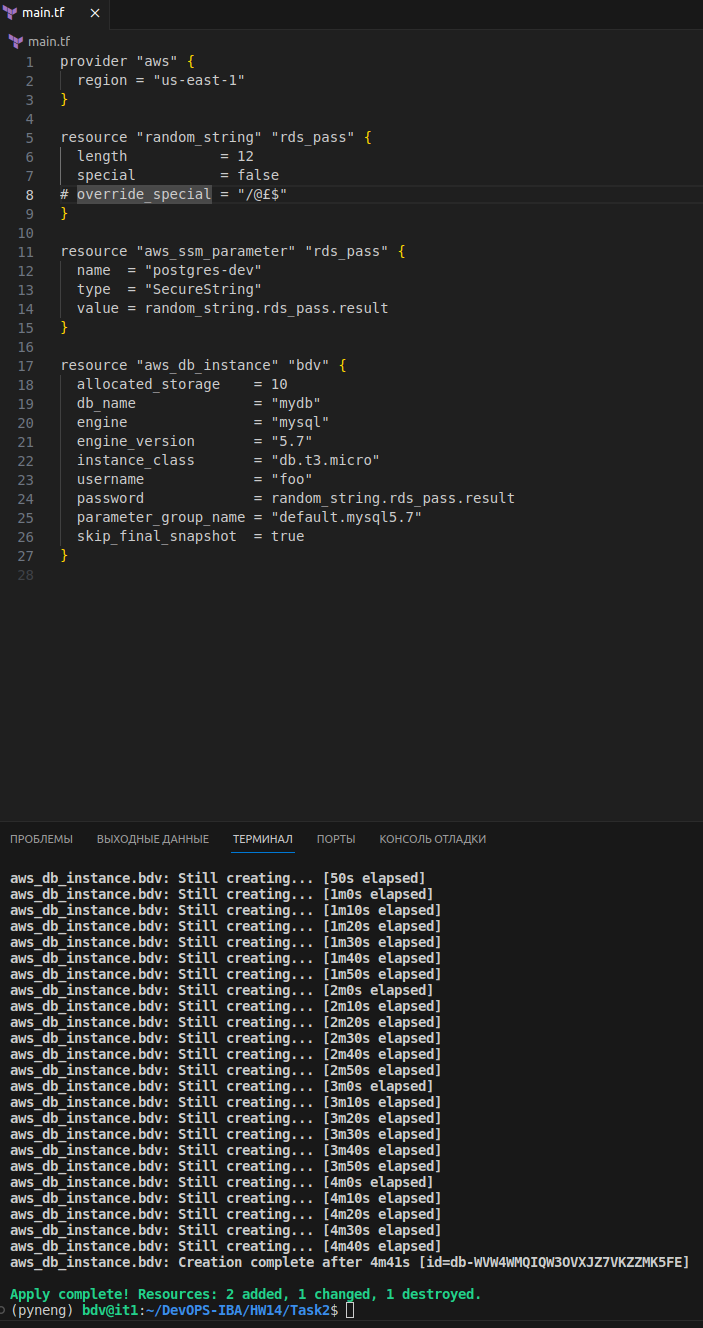 main.tf ×
main.tf
1 provider "aws" {
2   region = "us-east-1"
3 }
4
5 resource "random_string" "rds_pass" {
6   length           = 12
7   special          = false
8 # override_special = "/@£$"
9 }
10
11 resource "aws_ssm_parameter" "rds_pass" {
12   name  = "postgres-dev"
13   type  = "SecureString"
14   value = random_string.rds_pass.result
15 }
16
17 resource "aws_db_instance" "bdv" {
18   allocated_storage    = 10
19   db_name              = "mydb"
20   engine               = "mysql"
21   engine_version       = "5.7"
22   instance_class       = "db.t3.micro"
23   username             = "foo"
24   password             = random_string.rds_pass.result
25   parameter_group_name = "default.mysql5.7"
26   skip_final_snapshot  = true
27 }
28
ПРОБЛЕМЫ ВЫХОДНЫЕ ДАННЫЕ ТЕРМИНАЛ ПОРТЫ КОНСОЛЬ ОТЛАДКИ
aws_db_instance.bdv: Still creating... [50s elapsed]
aws_db_instance.bdv: Still creating... [1m0s elapsed]
aws_db_instance.bdv: Still creating... [1m10s elapsed]
aws_db_instance.bdv: Still creating... [1m20s elapsed]
aws_db_instance.bdv: Still creating... [1m30s elapsed]
aws_db_instance.bdv: Still creating... [1m40s elapsed]
aws_db_instance.bdv: Still creating... [1m50s elapsed]
aws_db_instance.bdv: Still creating... [2m0s elapsed]
aws_db_instance.bdv: Still creating... [2m10s elapsed]
aws_db_instance.bdv: Still creating... [2m20s elapsed]
aws_db_instance.bdv: Still creating... [2m30s elapsed]
aws_db_instance.bdv: Still creating... [2m40s elapsed]
aws_db_instance.bdv: Still creating... [2m50s elapsed]
aws_db_instance.bdv: Still creating... [3m0s elapsed]
aws_db_instance.bdv: Still creating... [3m10s elapsed]
aws_db_instance.bdv: Still creating... [3m20s elapsed]
aws_db_instance.bdv: Still creating... [3m30s elapsed]
aws_db_instance.bdv: Still creating... [3m40s elapsed]
aws_db_instance.bdv: Still creating... [3m50s elapsed]
aws_db_instance.bdv: Still creating... [4m0s elapsed]
aws_db_instance.bdv: Still creating... [4m10s elapsed]
aws_db_instance.bdv: Still creating... [4m20s elapsed]
aws_db_instance.bdv: Still creating... [4m30s elapsed]
aws_db_instance.bdv: Still creating... [4m40s elapsed]
aws_db_instance.bdv: Creation complete after 4m41s [id=db-WVW4WMQIQW3OVXJZ7VKZZMK5FE]
Apply complete! Resources: 2 added, 1 changed, 1 destroyed.
(pyneng) bdv@it1:~/DevOPS-IBA/HW14/Task2$